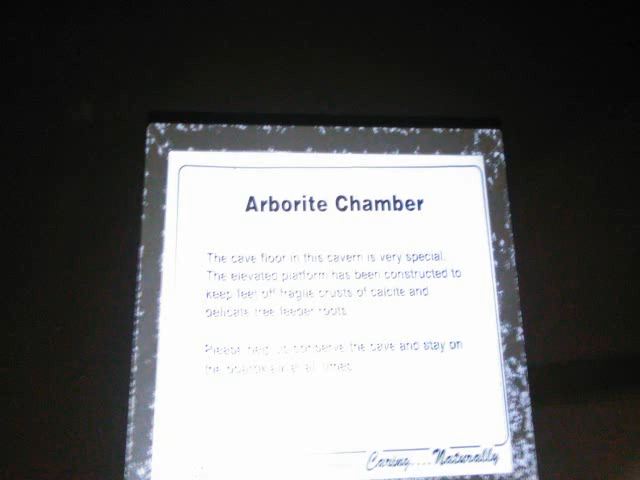 Arborite Chamber
The cave floor in this cavern is very special.
The elevated platform has been constructed to
keep feet off fragile crusts of calcite and
delicate tree feeder roots.
Please help us conserve the cave and stay on
the boardwalk at all times.
Caring....Naturally